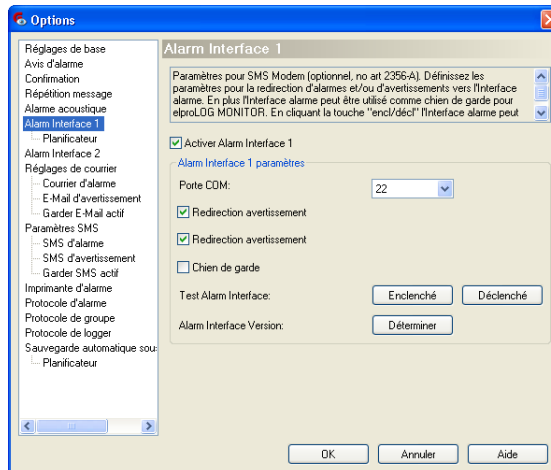 Options
Réglages de base
Avis d'alarme
Confirmation
Répétition message
Alarme acoustique
Alarm Interface 1
Planificateur
Alarm Interface 2
Réglages de courrier
Courrier d'alarme
E-Mail d'avertissement
Garder E-Mail actif
Paramètres SMS
SMS d'alarme
SMS d'avertissement
Garder SMS actif
Imprimante d'alarme
Protocole d'alarme
Protocole de groupe
Protocole de logger
Sauvegarde automatique sou
Planificateur
Alarm Interface 1
Paramètres pour SMS Modem (optionnel, no art 2356-A). Définissez les
paramètres pour la redirection d'alarmes et/ou d'avertissements vers l'Interface
alarme. En plus l'Interface alarme peut être utilisé comme chien de garde pour
elproLOG MONITOR. En cliquant la touche "encl/décl" l'Interface alarme peut
Activer Alarm Interface 1
Alarm Interface 1 paramètres
Porte COM: 22
Redirection avertissement
Redirection avertissement
Chien de garde
Test Alarm Interface: Enclenché Déclenché
Alarm Interface Version: Déterminer
OK Annuler Aide